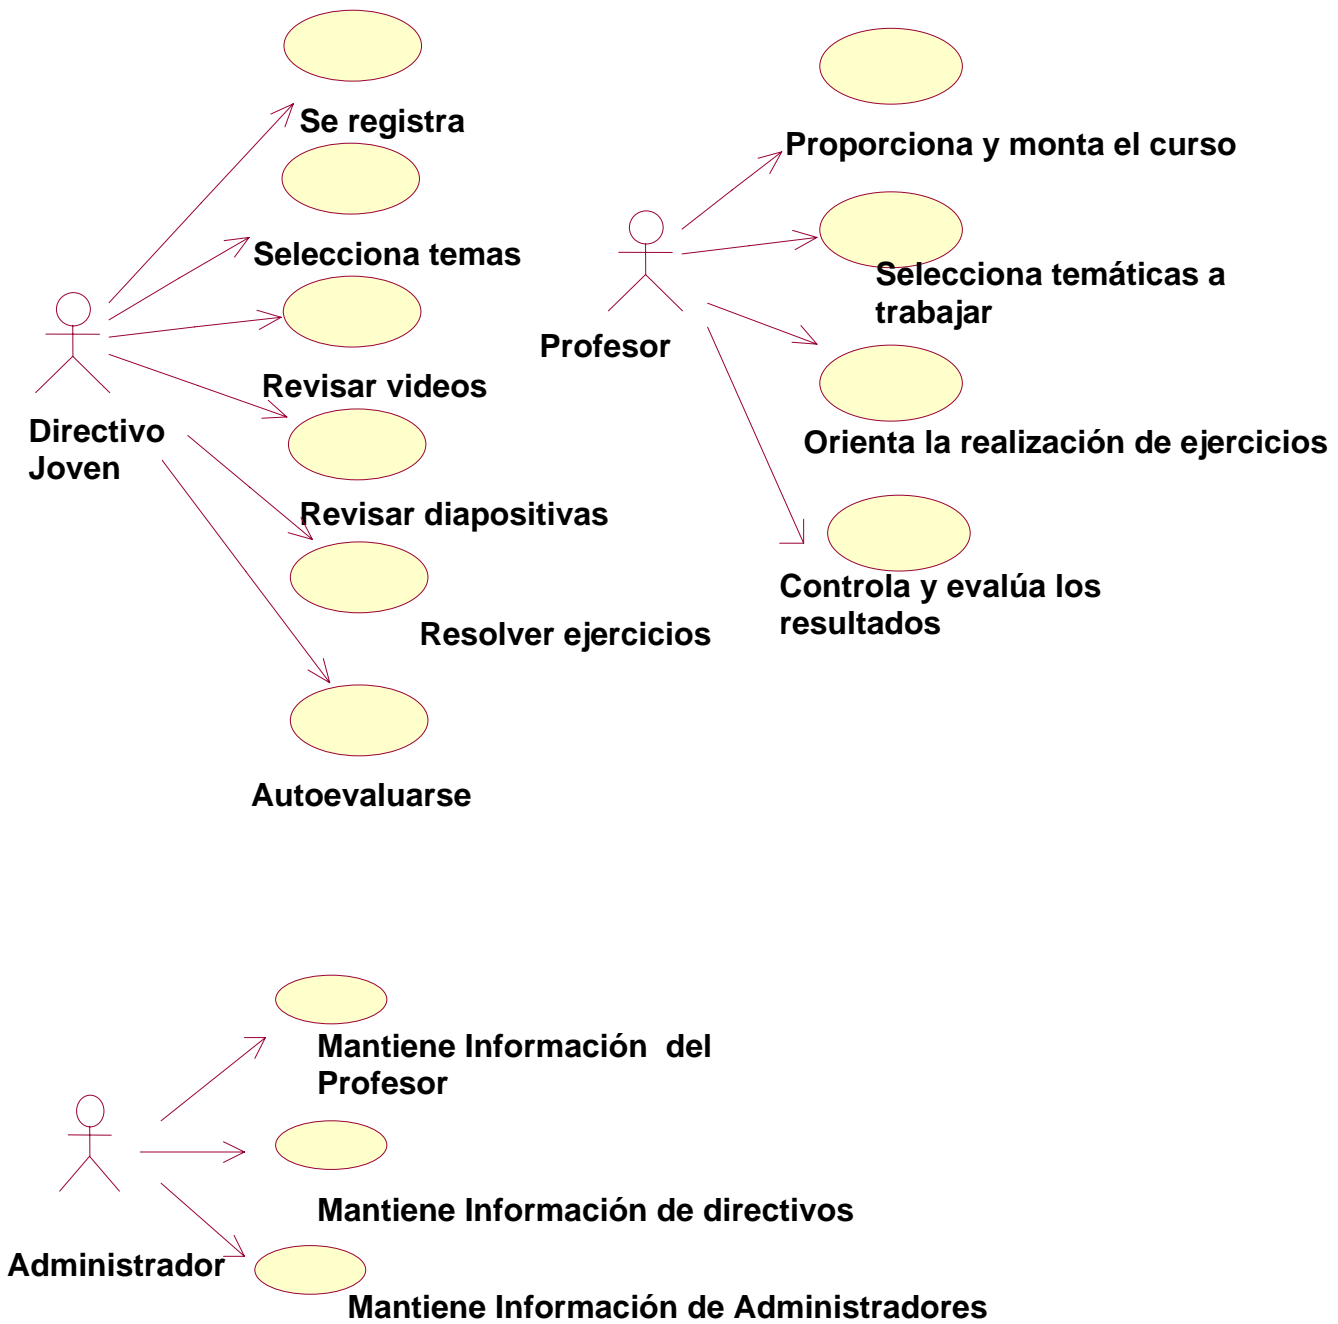 Se registra
Selecciona temas
Revisar videos
Directivo
Joven
Revisar diapositivas
Resolver ejercicios
Autoevaluarse
Proporciona y monta el curso
Selecciona temáticas a
trabajar
Profesor
Orienta la realización de ejercicios
Controla y evalúa los
resultados
Mantiene Información  del
Profesor
Mantiene Información de directivos
Administrador
Mantiene Información de Administradores